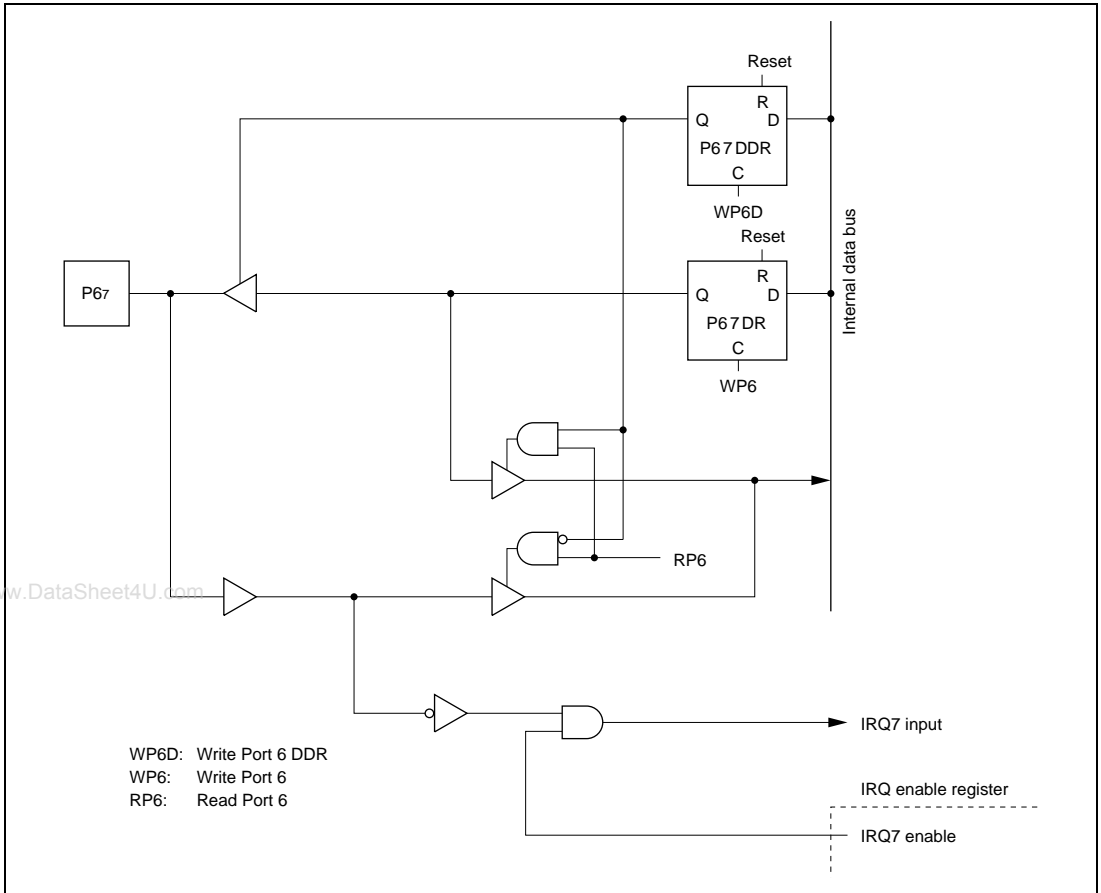 Reset
R
Q D
P67DDR
C
WP6D
Reset
R
Q D
P67DR
C
WP6
P67
Internal data bus
RP6
w.DataSheet4U.com
IRQ7 input
WP6D: Write Port 6 DDR
WP6: Write Port 6
RP6: Read Port 6
IRQ enable register
IRQ7 enable